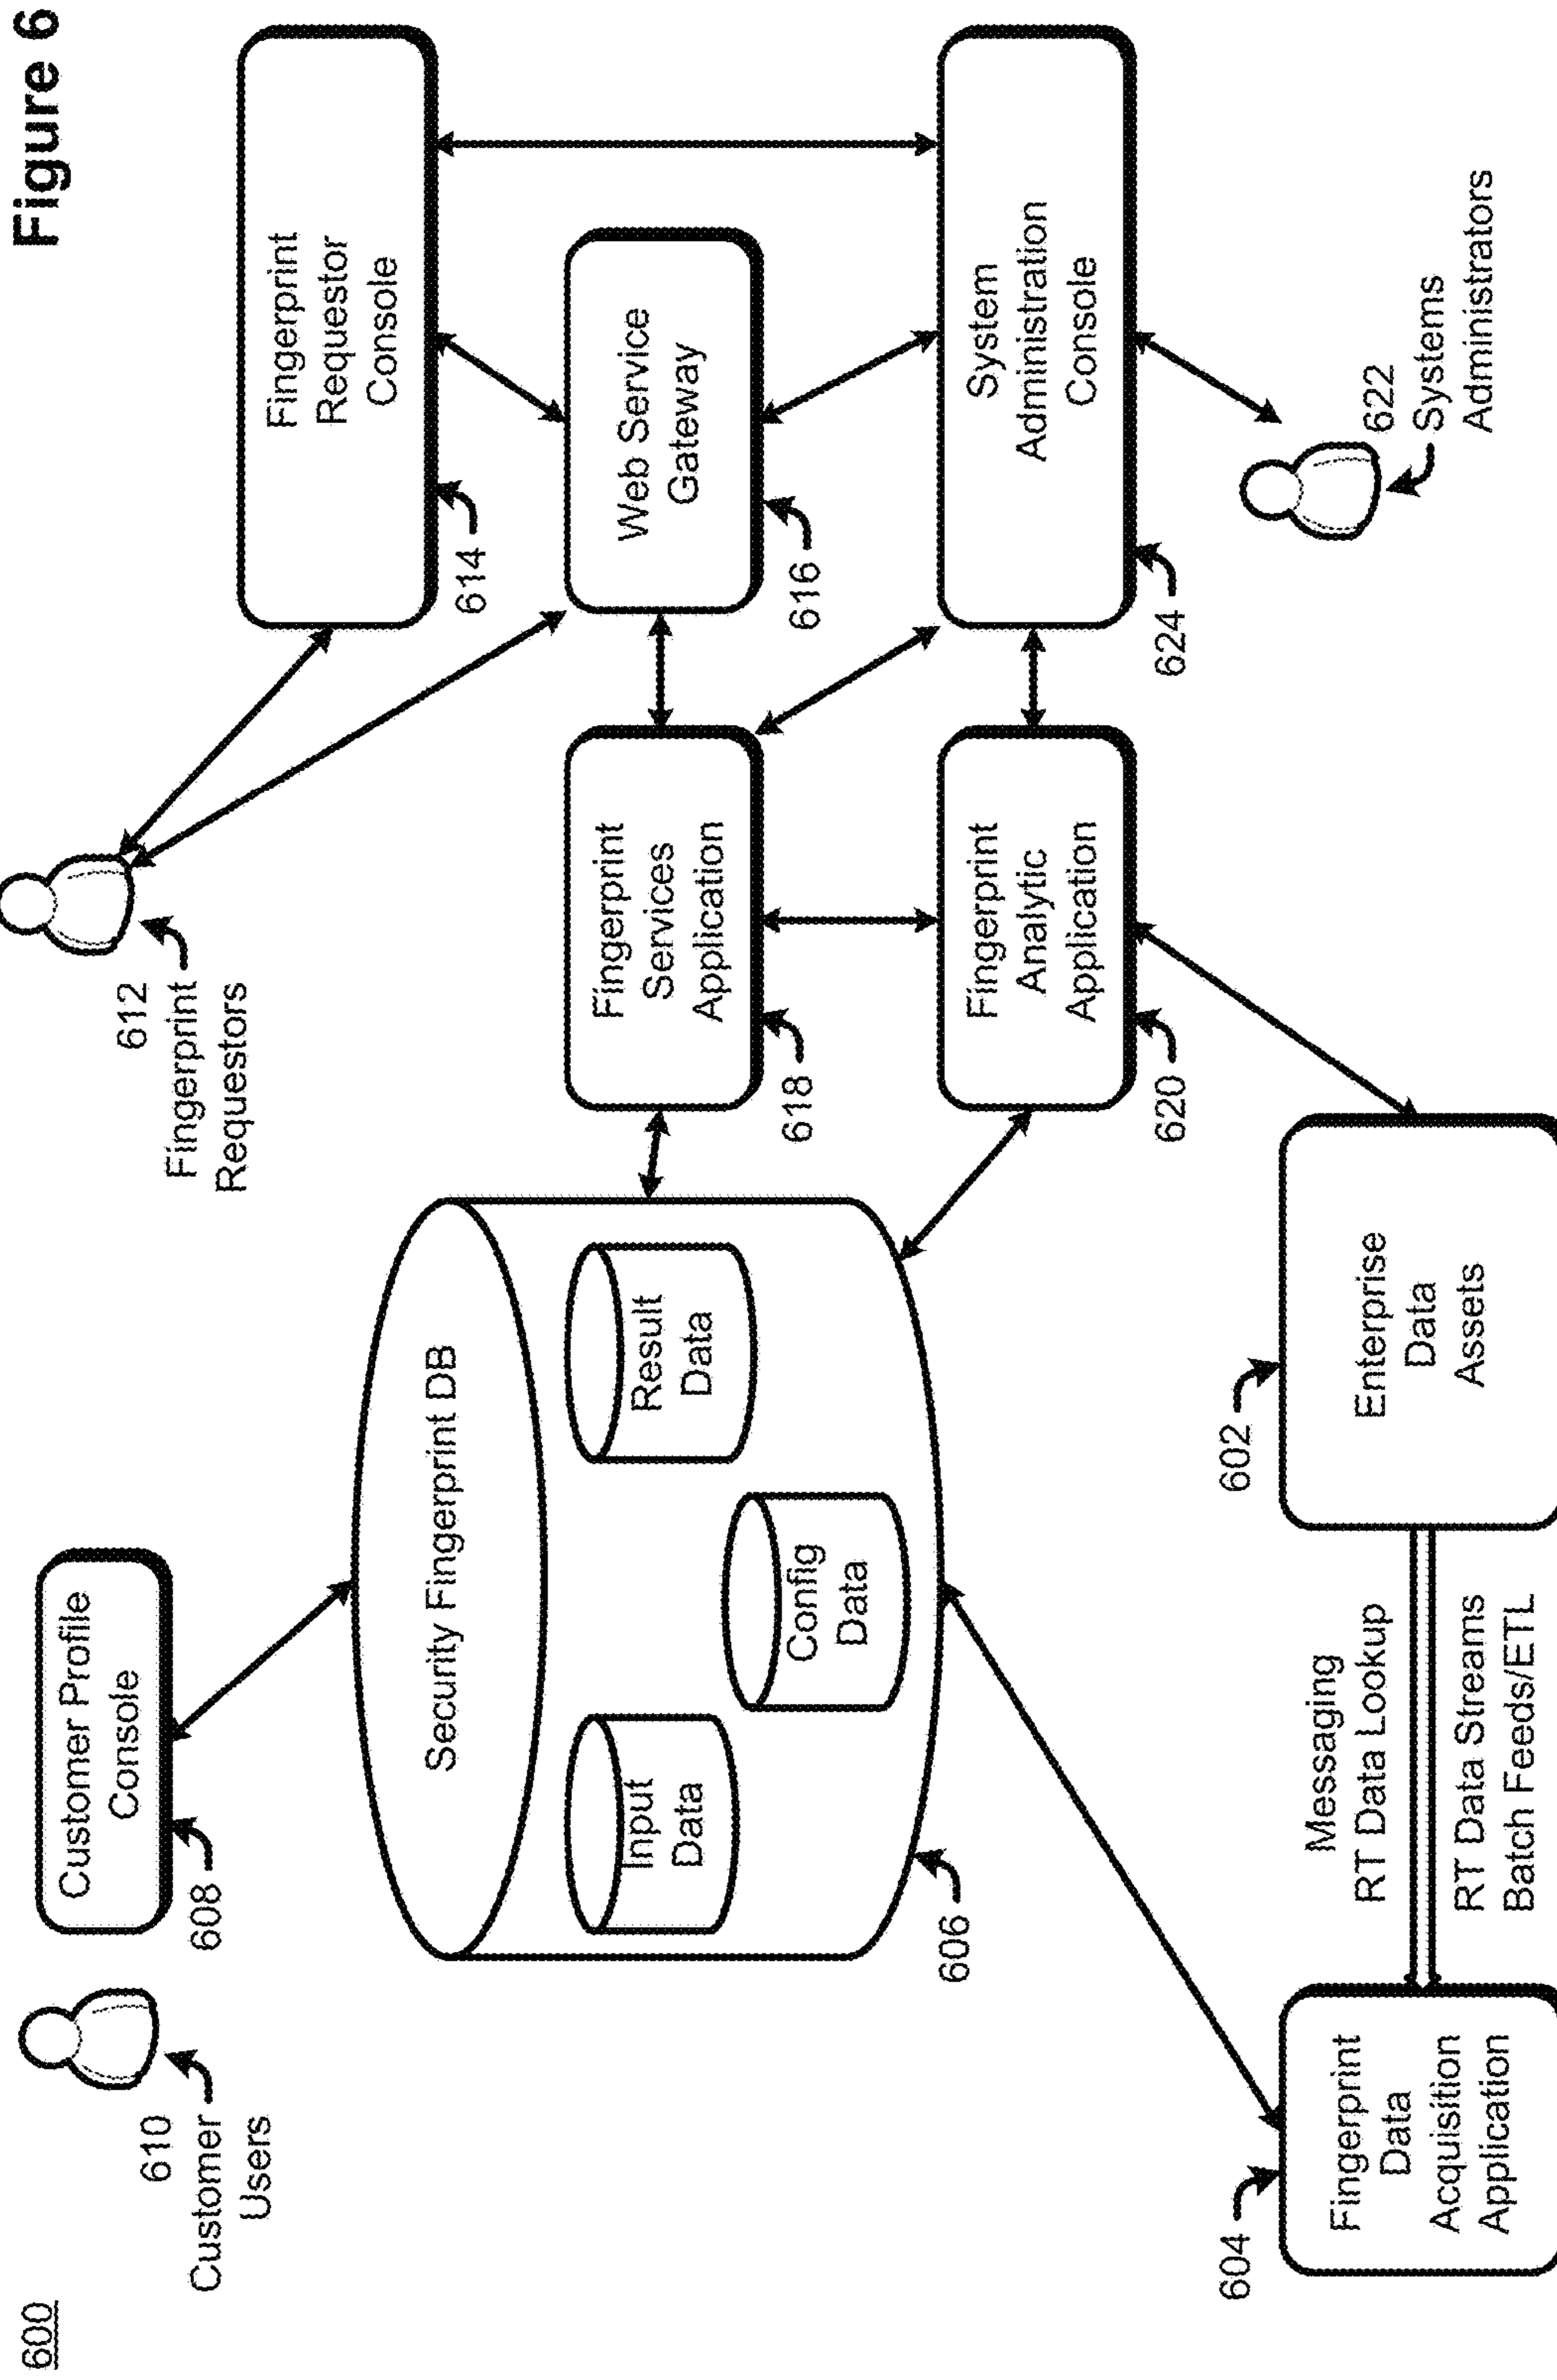 600
Figure 6
610
Customer
Users
608
Customer Profile
Console
612
Fingerprint
Requestors
614
Fingerprint
Requestor
Console
Security Fingerprint DB
Input
Data
Config
Data
Result
Data
606
Fingerprint
Services
Application
618
Web Service
Gateway
616
Fingerprint
Analytic
Application
620
System
Administration
Console
624
604
Fingerprint
Data
Acquisition
Application
Messaging
RT Data Lookup
RT Data Streams
Batch Feeds/ETL
602
Enterprise
Data
Assets
622
Systems
Administrators